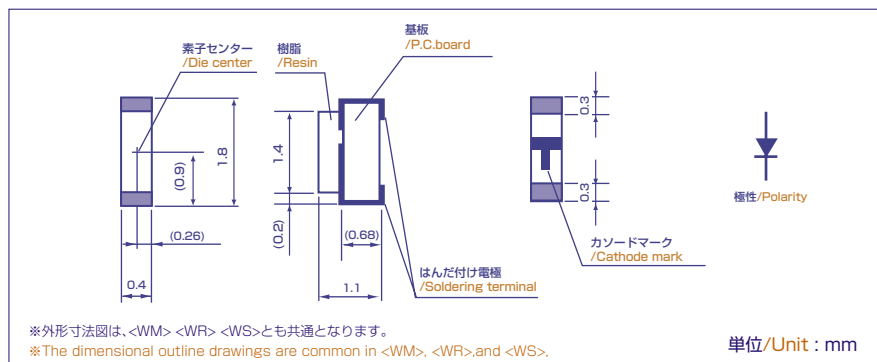 素子センター
/Die center
樹脂
/Resin
基板
/P.C.board
1.8
(0.9)
(0.26)
0.4
1.4
(0.2)
(0.68)
1.1
はんだ付け電極
/Soldering terminal
0.3
0.3
カソードマーク
/Cathode mark
極性/Polarity
※外形寸法図は、<WM> <WR> <WS>とも共通となります。
※The dimensional outline drawings are common in <WM>, <WR>,and <WS>,
単位/Unit : mm